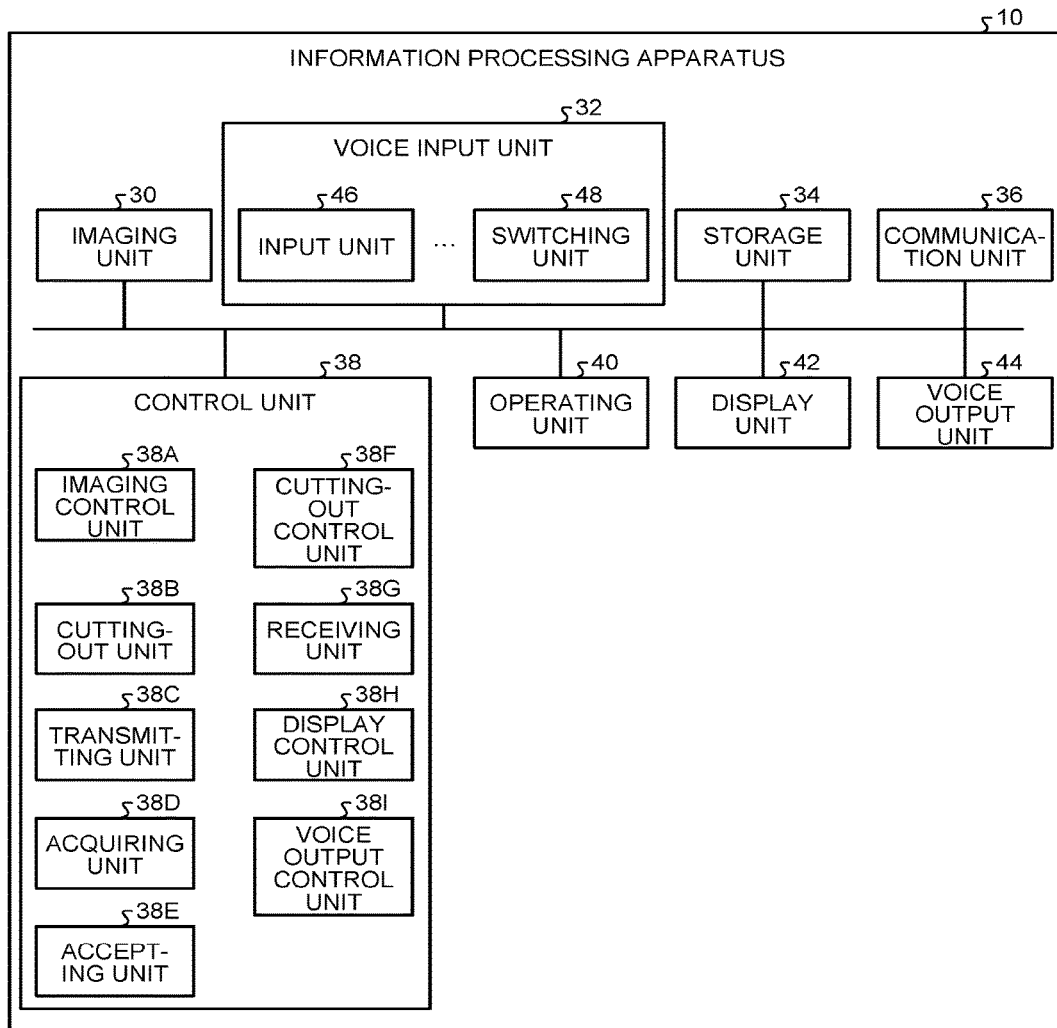 10
INFORMATION PROCESSING APPARATUS
32
VOICE INPUT UNIT
30
IMAGING
UNIT
46
INPUT UNIT
...
48
SWITCHING
UNIT
34
STORAGE
UNIT
36
COMMUNICA-
TION UNIT
38
CONTROL UNIT
40
OPERATING
UNIT
42
DISPLAY
UNIT
44
VOICE
OUTPUT
UNIT
38A
IMAGING
CONTROL
UNIT
38F
CUTTING-
OUT
CONTROL
UNIT
38B
CUTTING-
OUT UNIT
38G
RECEIVING
UNIT
38C
TRANSMIT-
TING UNIT
38H
DISPLAY
CONTROL
UNIT
38D
ACQUIRING
UNIT
38I
VOICE
OUTPUT
CONTROL
UNIT
38E
ACCEPT-
ING UNIT